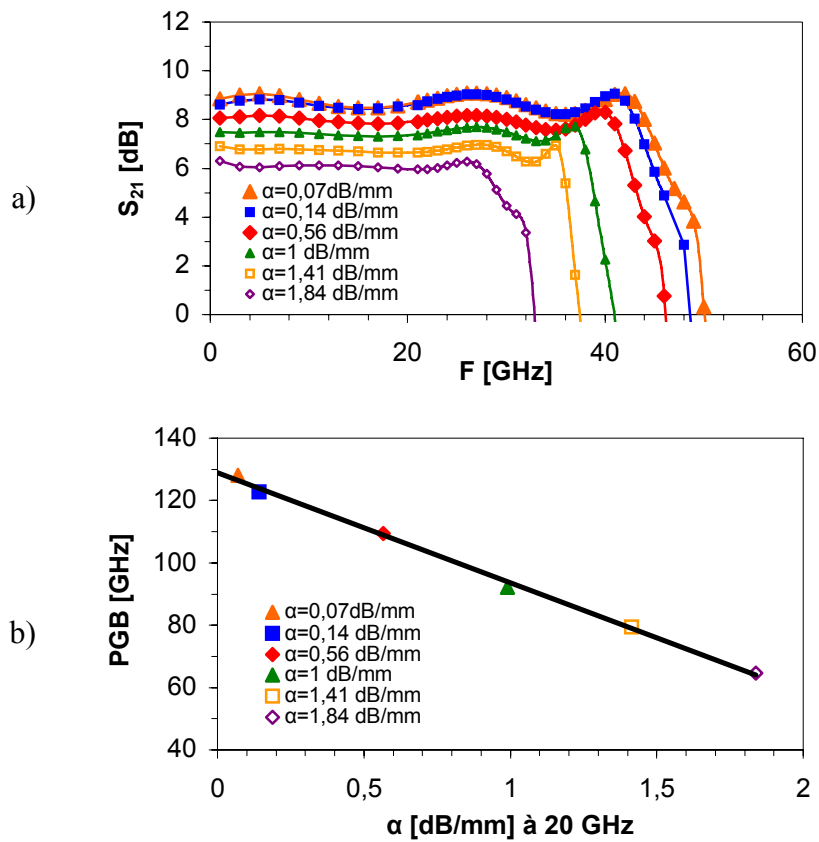 a)
S21 [dB]
12
10
8
6
4
2
0
α=0,07dB/mm
α=0,14 dB/mm
α=0,56 dB/mm
α=1 dB/mm
α=1,41 dB/mm
α=1,84 dB/mm
0 20 40 60
F [GHz]
b)
PGB [GHz]
140
120
100
80
60
40
α=0,07dB/mm
α=0,14 dB/mm
α=0,56 dB/mm
α=1 dB/mm
α=1,41 dB/mm
α=1,84 dB/mm
0 0,5 1 1,5 2
α [dB/mm] à 20 GHz